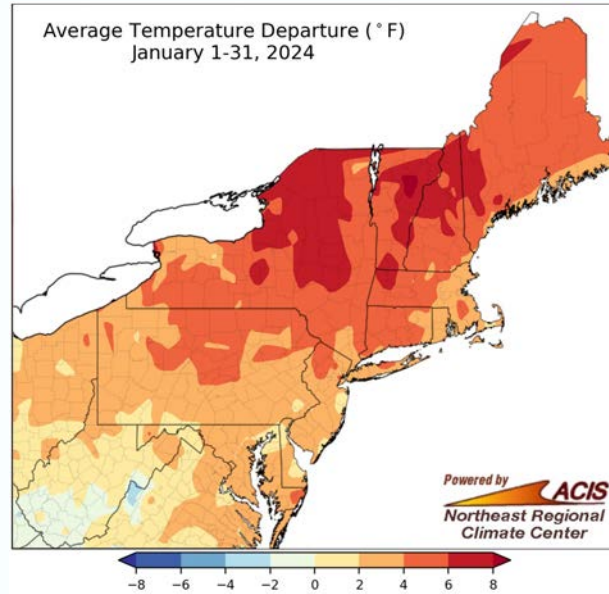 Average Temperature Departure (°F)
January 1-31, 2024
Powered by
ACIS
Northeast Regional
Climate Center
−8 −6 −4 −2 0 2 4 6 8